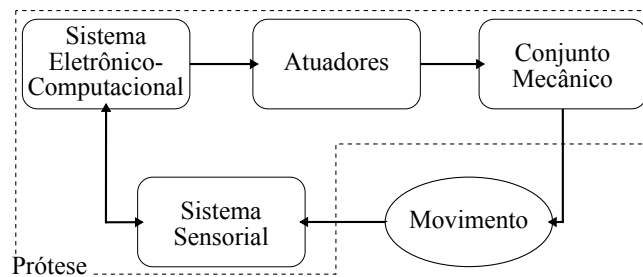 Sistema
Eletrônico-
Computacional
Atuadores
Conjunto
Mecânico
Sistema
Sensorial
Movimento
Prótese